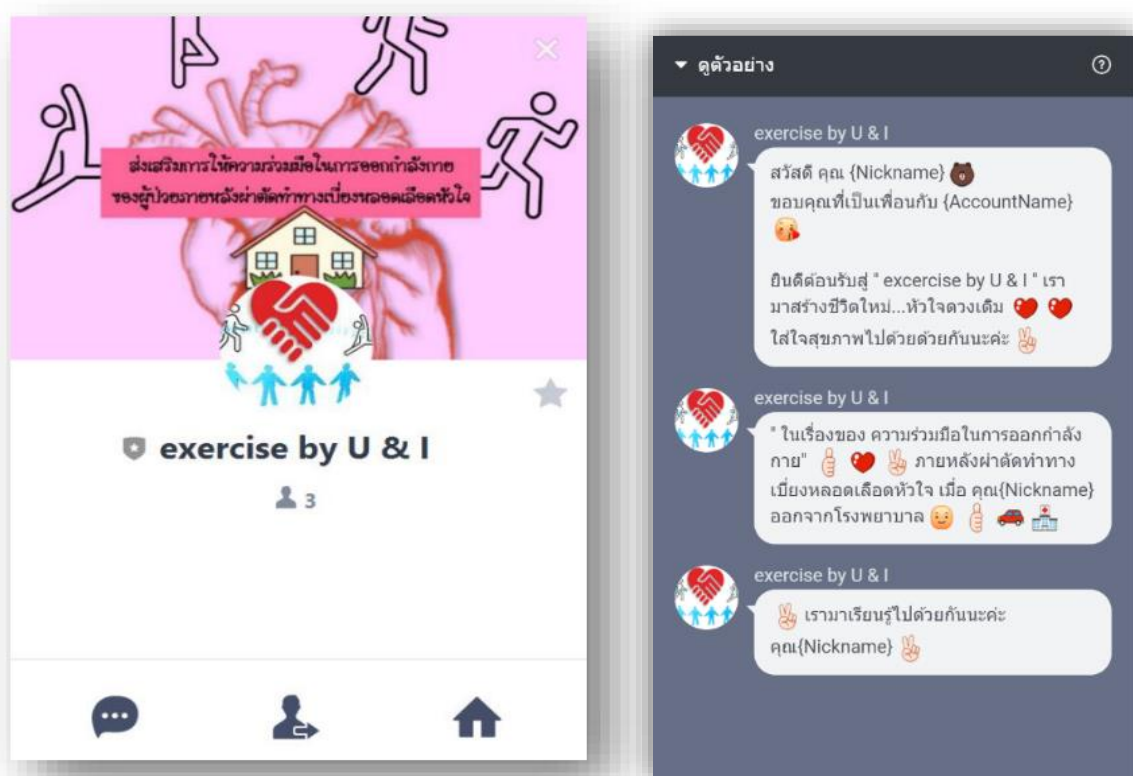 ส่งเสริมการให้ความร่วมมือในการออกกำลังกาย
ของผู้ป่วยภายหลังผ่าตัดทำทางเบี่ยงหลอดเลือดหัวใจ
exercise by U & I
3
ดูตัวอย่าง
exercise by U & I
สวัสดี คุณ {Nickname}
ขอบคุณที่เป็นเพื่อนกับ {AccountName}
ยินดีต้อนรับสู่ " excercise by U & I " เรา
มาสร้างชีวิตใหม่...หัวใจดวงเดิม
ใส่ใจสุขภาพไปด้วยด้วยกันนะค่ะ
exercise by U & I
" ในเรื่องของ ความร่วมมือในการออกกำลัง
กาย" ภายหลังผ่าตัดทำทาง
เบี่ยงหลอดเลือดหัวใจ เมื่อ คุณ{Nickname}
ออกจากโรงพยาบาล
exercise by U & I
เรามาเรียนรู้ไปด้วยกันนะค่ะ
คุณ{Nickname}